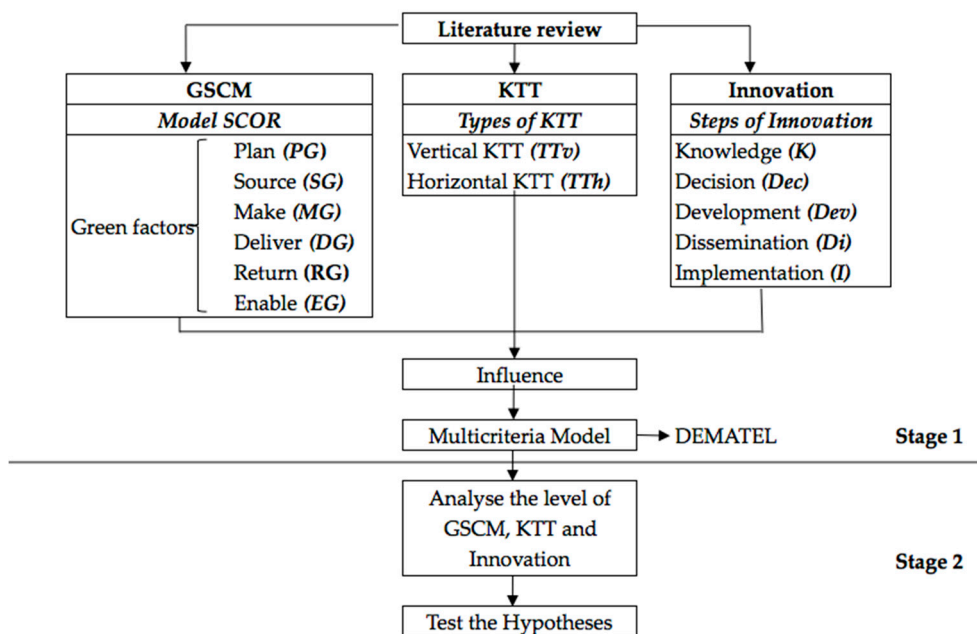 Literature review
GSCM
Model SCOR
Green factors
Plan (PG)
Source (SG)
Make (MG)
Deliver (DG)
Return (RG)
Enable (EG)
KTT
Types of KTT
Vertical KTT (TTv)
Horizontal KTT (TTh)
Innovation
Steps of Innovation
Knowledge (K)
Decision (Dec)
Development (Dev)
Dissemination (Di)
Implementation (I)
Influence
Multicriteria Model
DEMATEL
Stage 1
Analyse the level of
GSCM, KTT and
Innovation
Stage 2
Test the Hypotheses